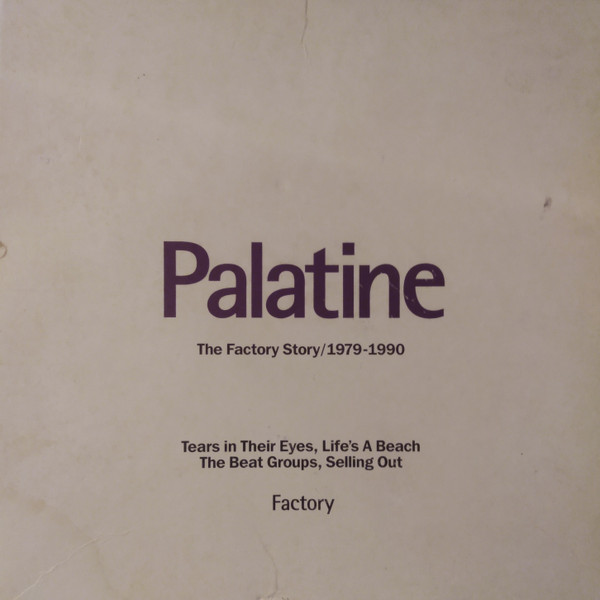 Palatine
The Factory Story/1979-1990
Tears in Their Eyes, Life's A Beach
The Beat Groups, Selling Out
Factory